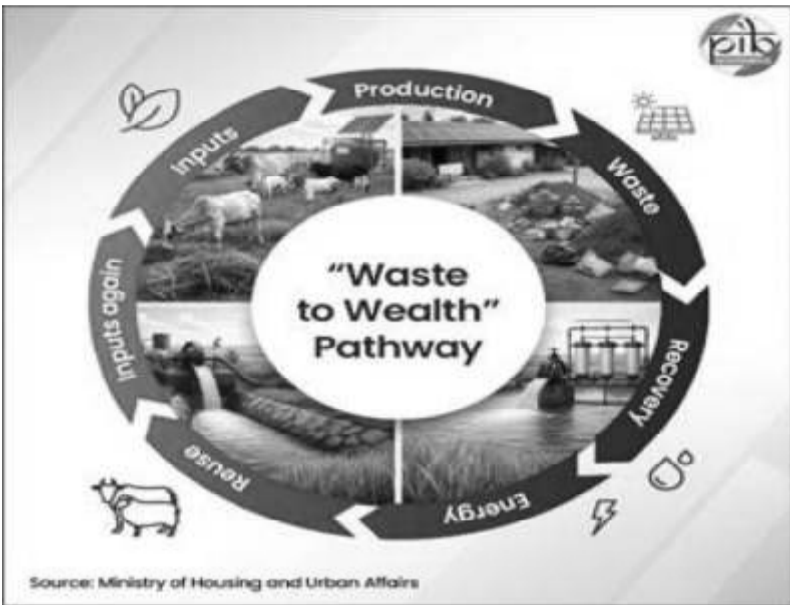 pib
Production
Waste
Recovery
Energy
Reuse
Inputs again
Inputs
“Waste
to Wealth”
Pathway
Source: Ministry of Housing and Urban Affairs